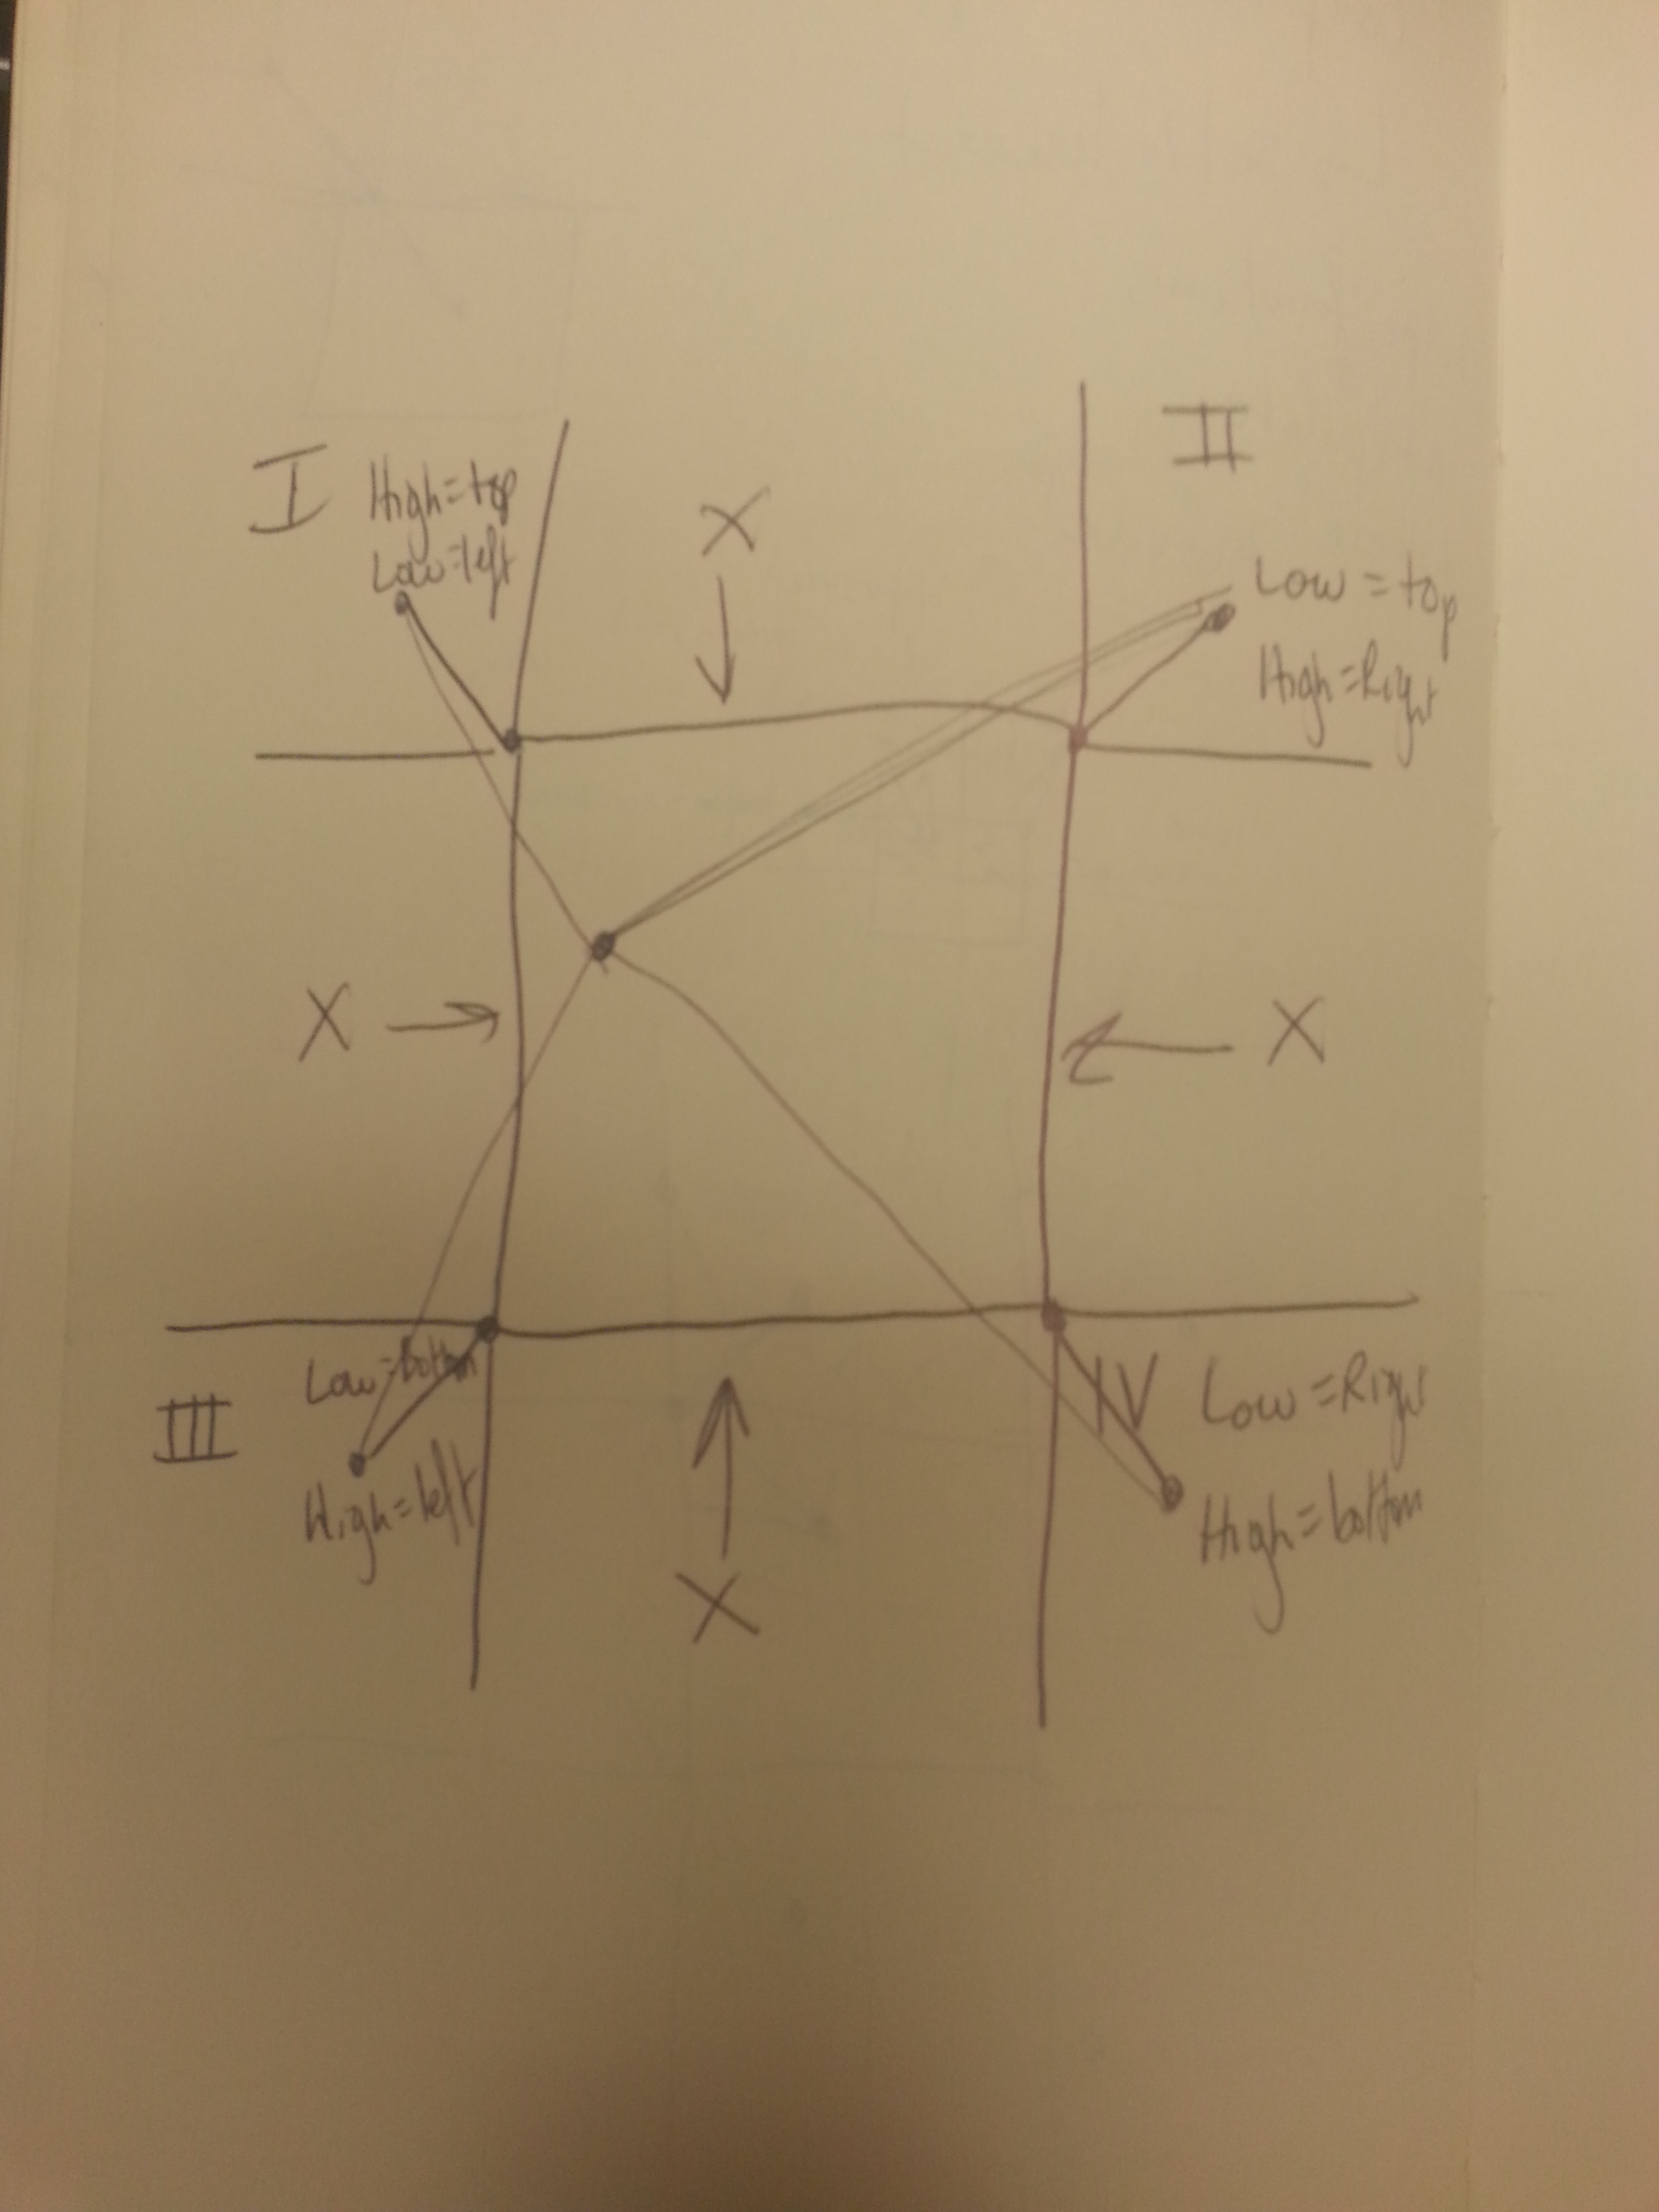 I
High=top
Low=left
X
II
Low = top
High=Right
X
X
Low=bottom
III
High=left
IV
Low =Right
High=bottom
X